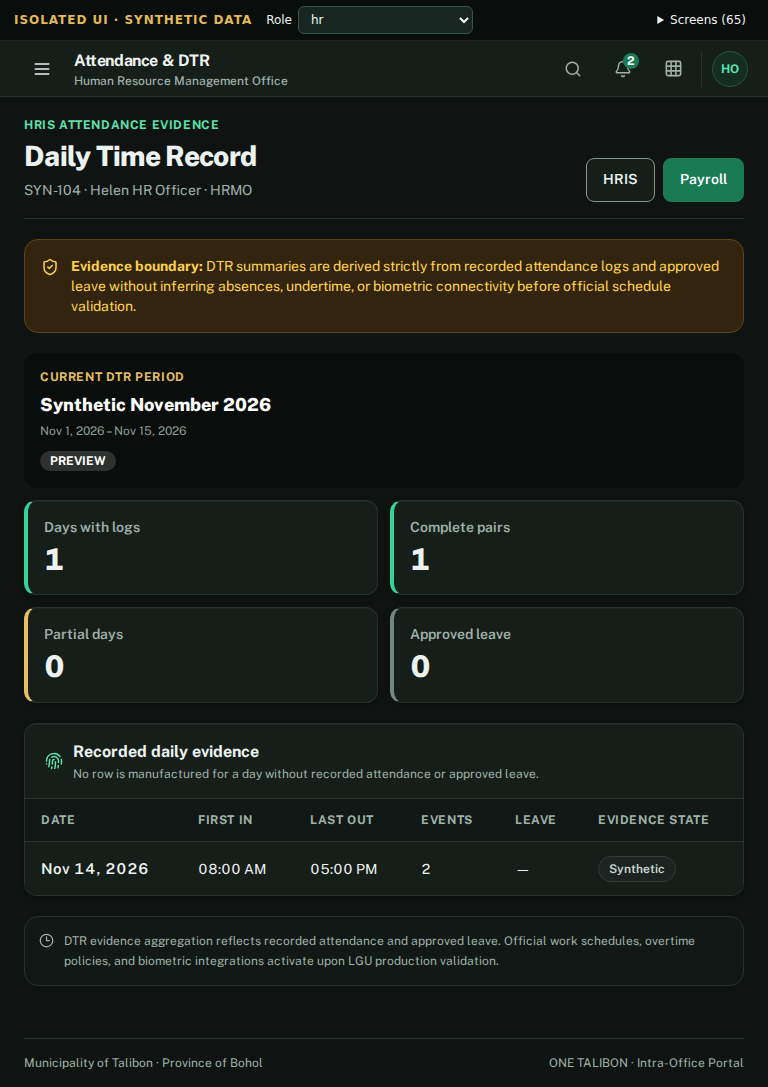 ISOLATED UI · SYNTHETIC DATA Role hr ▶ Screens (65)
Attendance & DTR
Human Resource Management Office
2
HO
HRIS ATTENDANCE EVIDENCE
Daily Time Record
SYN-104 · Helen HR Officer · HRMO
HRIS
Payroll
Evidence boundary: DTR summaries are derived strictly from recorded attendance logs and approved
leave without inferring absences, undertime, or biometric connectivity before official schedule
validation.
CURRENT DTR PERIOD
Synthetic November 2026
Nov 1, 2026 – Nov 15, 2026
PREVIEW
Days with logs
1
Complete pairs
1
Partial days
0
Approved leave
0
Recorded daily evidence
No row is manufactured for a day without recorded attendance or approved leave.
DATE FIRST IN LAST OUT EVENTS LEAVE EVIDENCE STATE
Nov 14, 2026 08:00 AM 05:00 PM 2 — Synthetic
DTR evidence aggregation reflects recorded attendance and approved leave. Official work schedules, overtime
policies, and biometric integrations activate upon LGU production validation.
Municipality of Talibon · Province of Bohol
ONE TALIBON · Intra-Office Portal